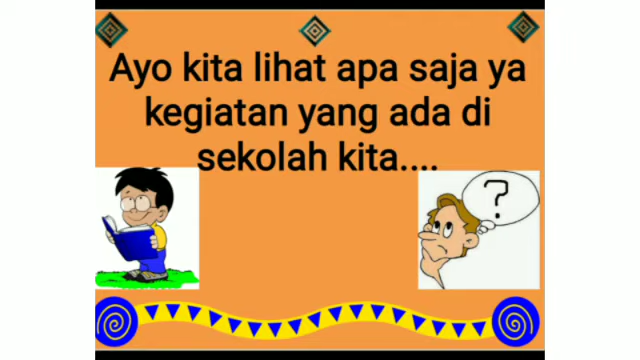 Ayo kita lihat apa saja ya
kegiatan yang ada di
sekolah kita....
?